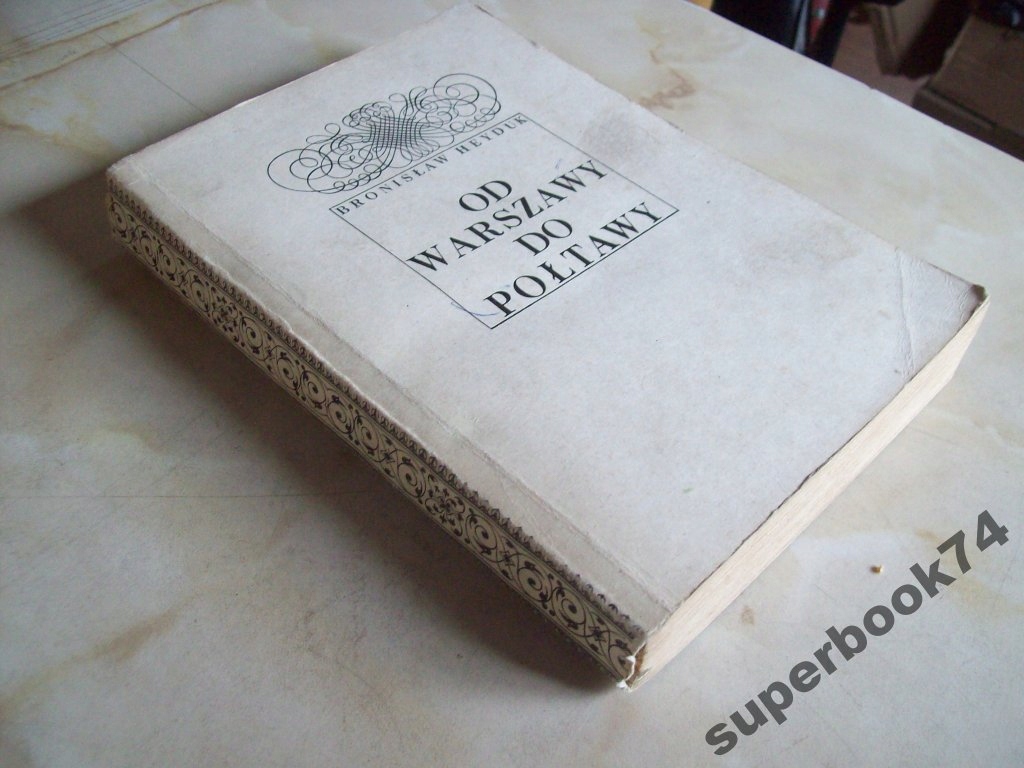 BRONISŁAW HEYDUK
OD
WARSZAWY
DO
POŁTAWY
superbook74